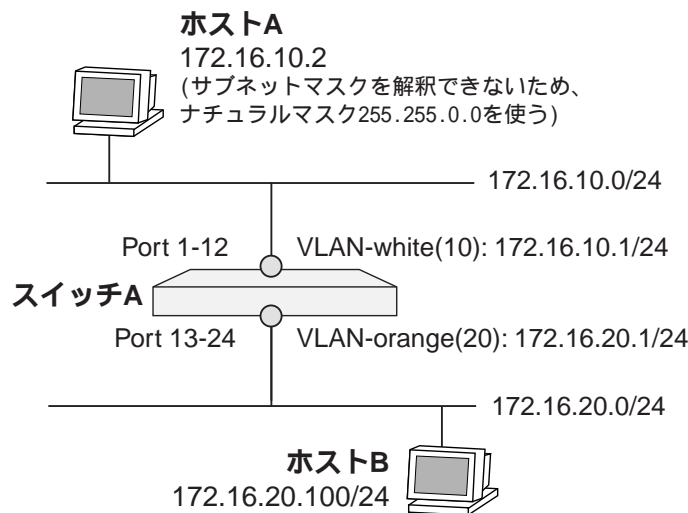 ホストA
172.16.10.2
(サブネットマスクを解釈できないため、
ナチュラルマスク255.255.0.0を使う)
172.16.10.0/24
Port 1-12
VLAN-white(10): 172.16.10.1/24
スイッチA
Port 13-24
VLAN-orange(20): 172.16.20.1/24
172.16.20.0/24
ホストB
172.16.20.100/24